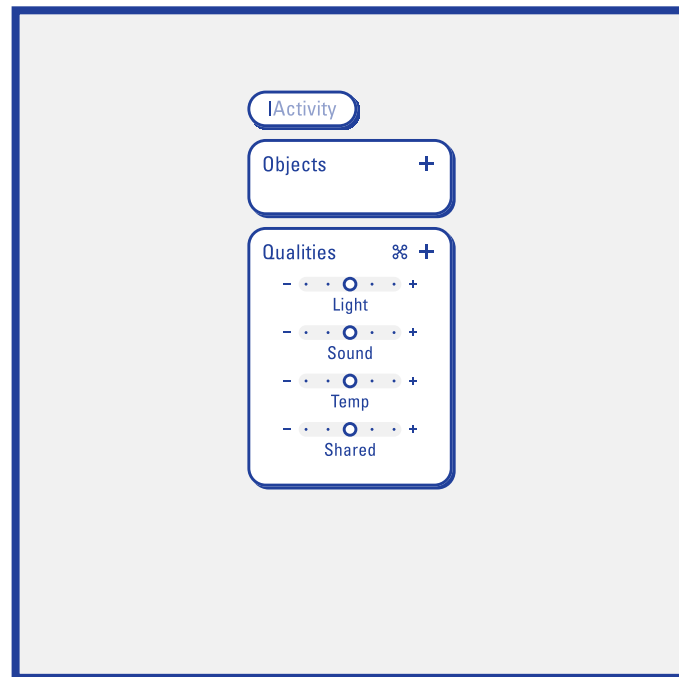 Activity
Objects +
Qualities ⌘ +
- +
Light
- +
Sound
- +
Temp
- +
Shared